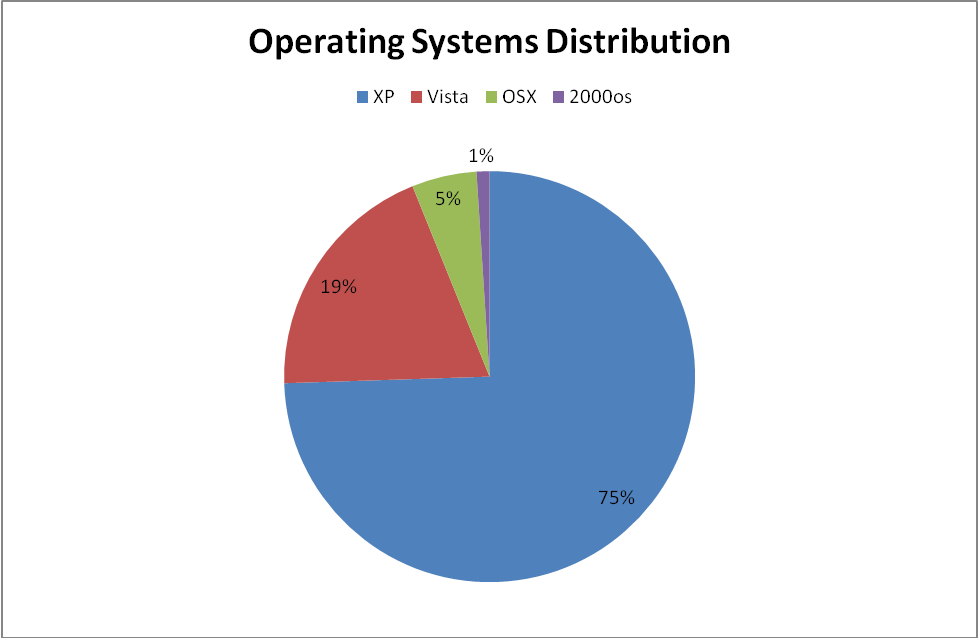 Operating Systems Distribution
XP Vista OSX 2000os
1%
5%
19%
75%